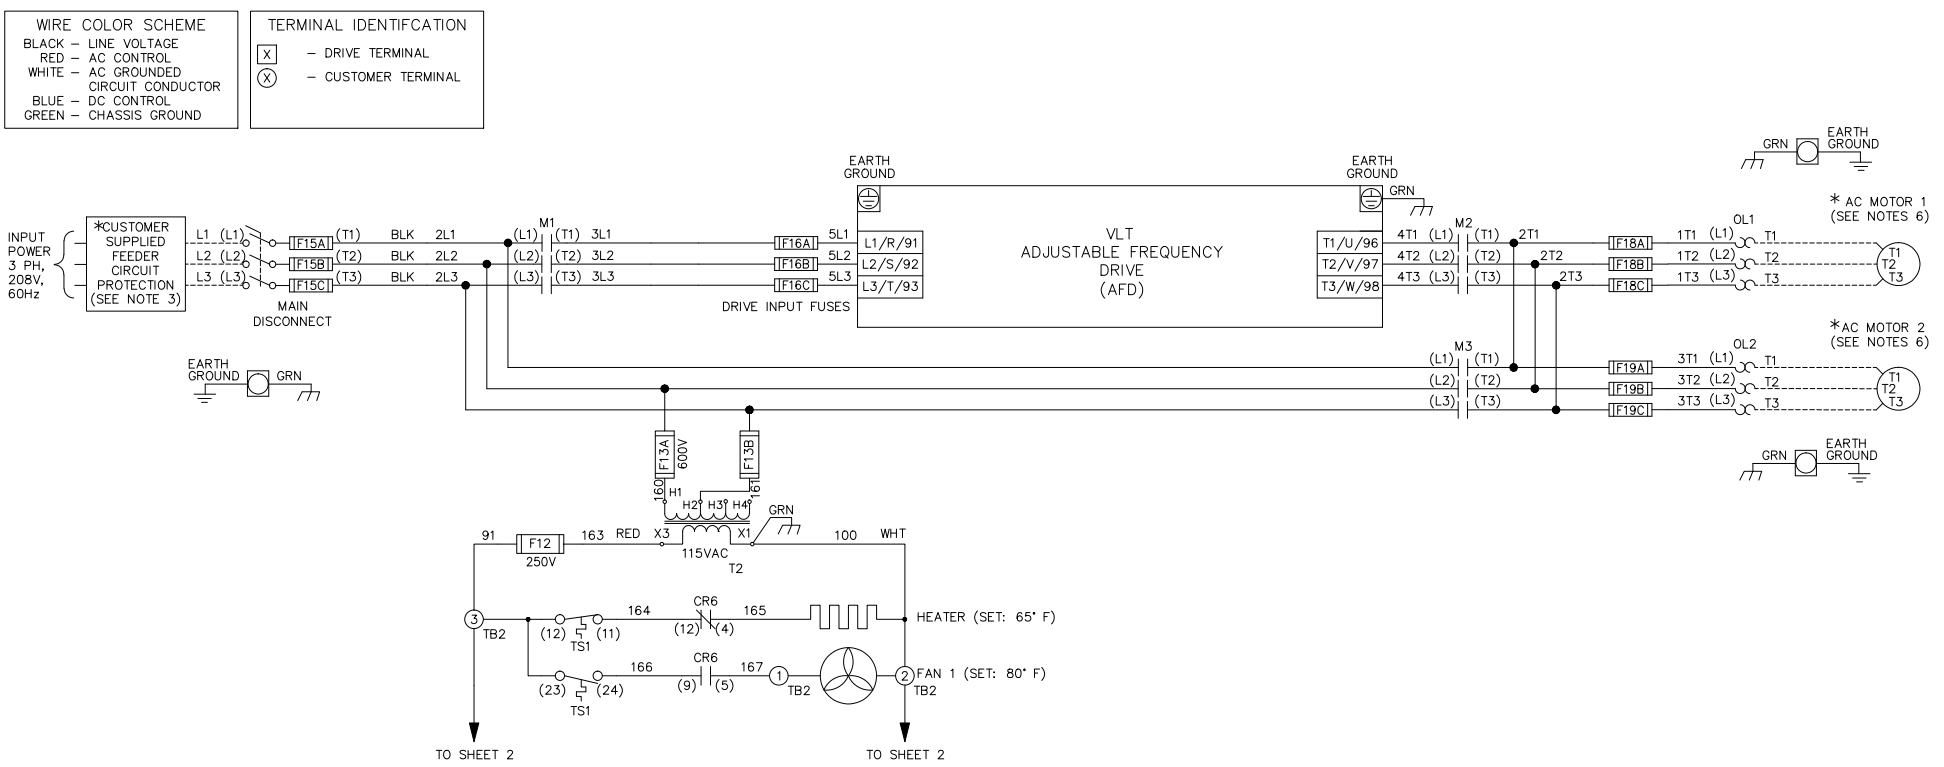 WIRE COLOR SCHEME
BLACK – LINE VOLTAGE
RED – AC CONTROL
WHITE – AC GROUNDED
CIRCUIT CONDUCTOR
BLUE – DC CONTROL
GREEN – CHASSIS GROUND
TERMINAL IDENTIFCATION
X – DRIVE TERMINAL
X – CUSTOMER TERMINAL
INPUT
POWER
3 PH,
208V,
60Hz
*CUSTOMER
SUPPLIED
FEEDER
CIRCUIT
PROTECTION
(SEE NOTE 3)
L1 (L1) F15A (T1) BLK 2L1
L2 (L2) F15B (T2) BLK 2L2
L3 (L3) F15C (T3) BLK 2L3
MAIN
DISCONNECT
M1
(L1) (T1) 3L1 F16A 5L1
(L2) (T2) 3L2 F16B 5L2
(L3) (T3) 3L3 F16C 5L3
DRIVE INPUT FUSES
EARTH
GROUND
L1/R/91
L2/S/92
L3/T/93
VLT
ADJUSTABLE FREQUENCY
DRIVE
(AFD)
EARTH
GROUND
GRN
T1/U/96
T2/V/97
T3/W/98
M2
4T1 (L1) (T1) 2T1
4T2 (L2) (T2) 2T2
4T3 (L3) (T3) 2T3
OL1
F18A 1T1 (L1) T1
F18B 1T2 (L2) T2
F18C 1T3 (L3) T3
GRN
EARTH
GROUND
* AC MOTOR 1
(SEE NOTES 6)
T1
T2
T3
EARTH
GROUND
GRN
M3
(L1) (T1)
(L2) (T2)
(L3) (T3)
OL2
F19A 3T1 (L1) T1
F19B 3T2 (L2) T2
F19C 3T3 (L3) T3
*AC MOTOR 2
(SEE NOTES 6)
T1
T2
T3
GRN
EARTH
GROUND
F13A
600V
F13B
160
161
H1
H2 H3 H4
GRN
91 F12 163 RED X3 X1 100 WHT
250V
115VAC
T2
3
TB2
(12) (11)
TS1
164
CR6
(12) (4)
165
HEATER (SET: 65° F)
(23) (24)
TS1
166
CR6
(9) (5)
167
1
TB2
2
TB2
FAN 1 (SET: 80° F)
TO SHEET 2
TO SHEET 2